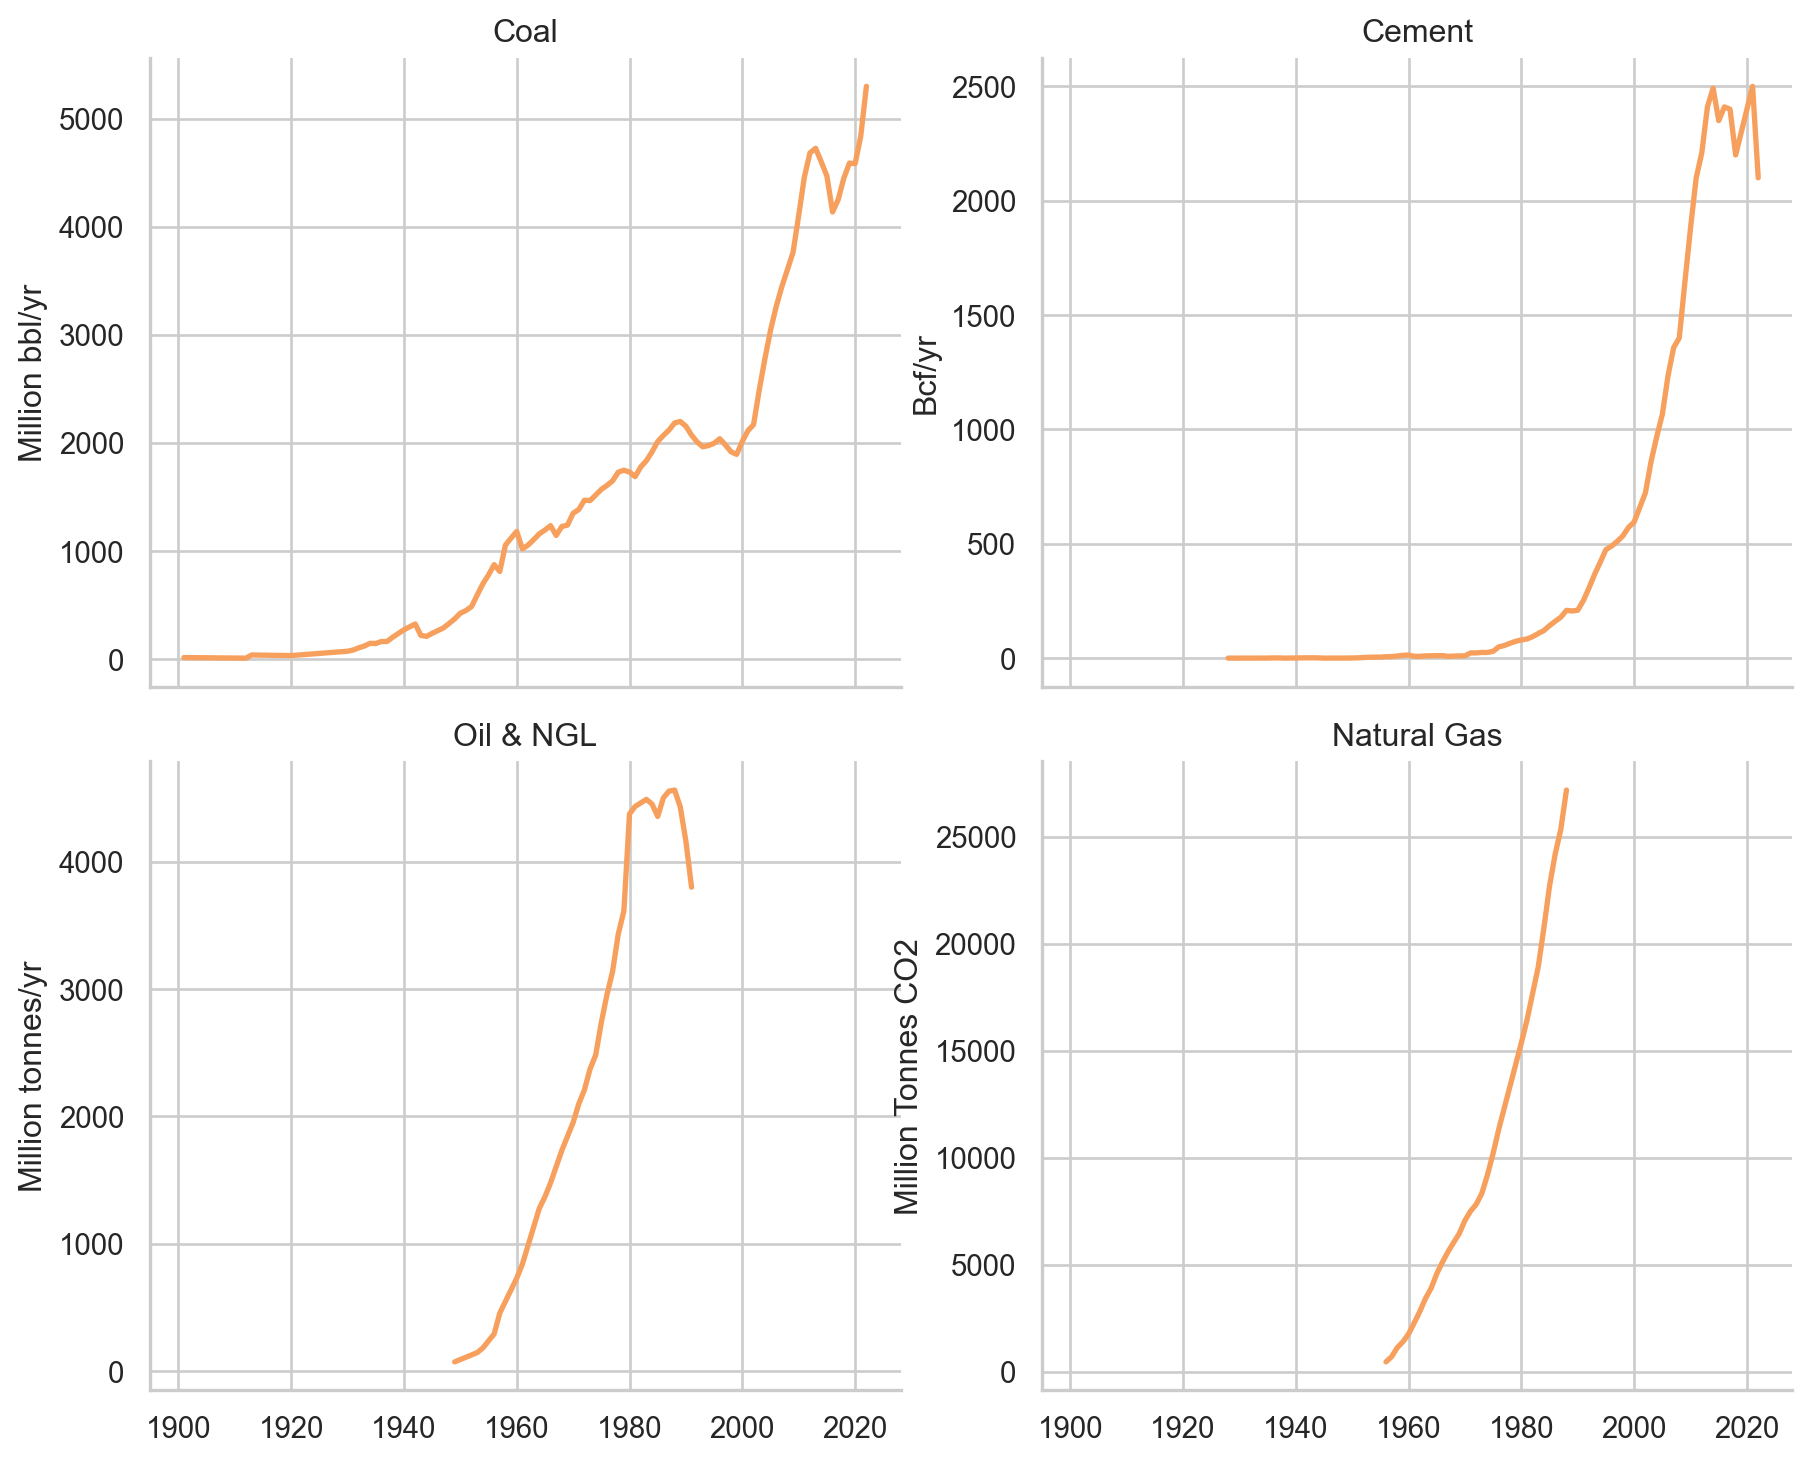 Coal
Cement
5000
4000
3000
2000
1000
0
Million bbl/yr
2500
2000
1500
1000
500
0
Bcf/yr
Oil & NGL
Natural Gas
4000
3000
2000
1000
0
Million tonnes/yr
1900 1920 1940 1960 1980 2000 2020
25000
20000
15000
10000
5000
0
Million Tonnes CO2
1900 1920 1940 1960 1980 2000 2020